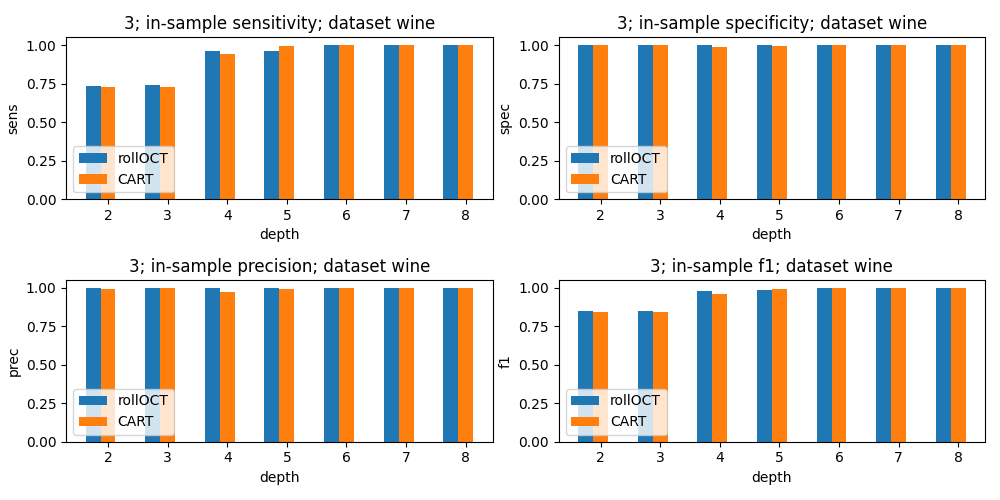 3; in-sample sensitivity; dataset wine
1.00
0.75
0.50
0.25
0.00
sens
rollOCT
CART
2 3 4 5 6 7 8
depth
3; in-sample specificity; dataset wine
1.00
0.75
0.50
0.25
0.00
spec
rollOCT
CART
2 3 4 5 6 7 8
depth
3; in-sample precision; dataset wine
1.00
0.75
0.50
0.25
0.00
prec
rollOCT
CART
2 3 4 5 6 7 8
depth
3; in-sample f1; dataset wine
1.00
0.75
0.50
0.25
0.00
f1
rollOCT
CART
2 3 4 5 6 7 8
depth